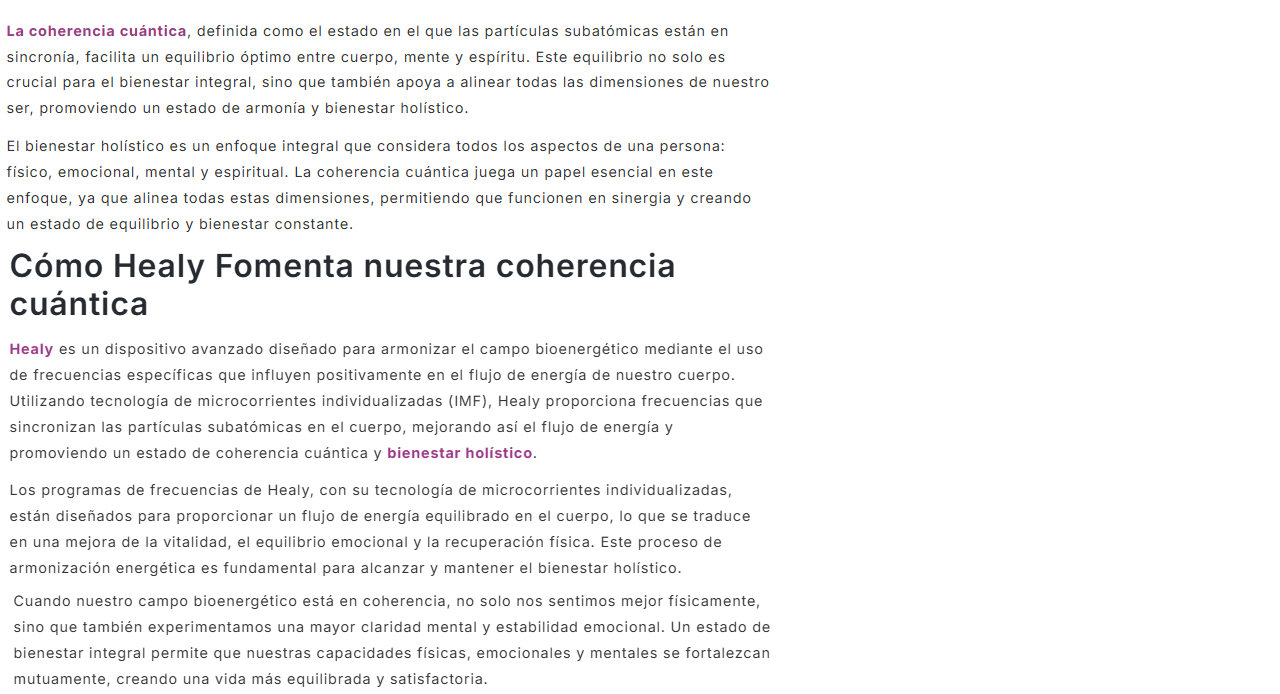 La coherencia cuántica, definida como el estado en el que las partículas subatómicas están en
sincronía, facilita un equilibrio óptimo entre cuerpo, mente y espíritu. Este equilibrio no solo es
crucial para el bienestar integral, sino que también apoya a alinear todas las dimensiones de nuestro
ser, promoviendo un estado de armonía y bienestar holístico.
El bienestar holístico es un enfoque integral que considera todos los aspectos de una persona:
físico, emocional, mental y espiritual. La coherencia cuántica juega un papel esencial en este
enfoque, ya que alinea todas estas dimensiones, permitiendo que funcionen en sinergia y creando
un estado de equilibrio y bienestar constante.
Cómo Healy Fomenta nuestra coherencia
cuántica
Healy es un dispositivo avanzado diseñado para armonizar el campo bioenergético mediante el uso
de frecuencias específicas que influyen positivamente en el flujo de energía de nuestro cuerpo.
Utilizando tecnología de microcorrientes individualizadas (IMF), Healy proporciona frecuencias que
sincronizan las partículas subatómicas en el cuerpo, mejorando así el flujo de energía y
promoviendo un estado de coherencia cuántica y bienestar holístico.
Los programas de frecuencias de Healy, con su tecnología de microcorrientes individualizadas,
están diseñados para proporcionar un flujo de energía equilibrado en el cuerpo, lo que se traduce
en una mejora de la vitalidad, el equilibrio emocional y la recuperación física. Este proceso de
armonización energética es fundamental para alcanzar y mantener el bienestar holístico.
Cuando nuestro campo bioenergético está en coherencia, no solo nos sentimos mejor físicamente,
sino que también experimentamos una mayor claridad mental y estabilidad emocional. Un estado de
bienestar integral permite que nuestras capacidades físicas, emocionales y mentales se fortalezcan
mutuamente, creando una vida más equilibrada y satisfactoria.